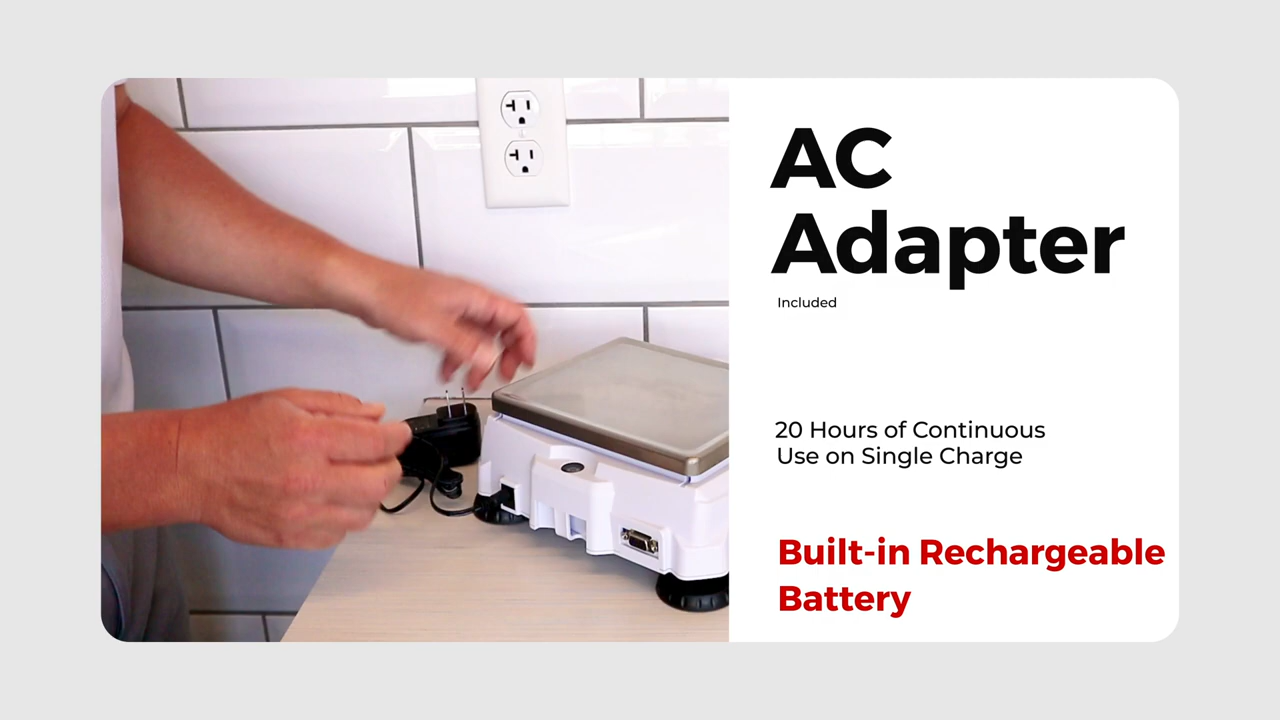 AC
Adapter
Included
20 Hours of Continuous
Use on Single Charge
Built-in Rechargeable
Battery